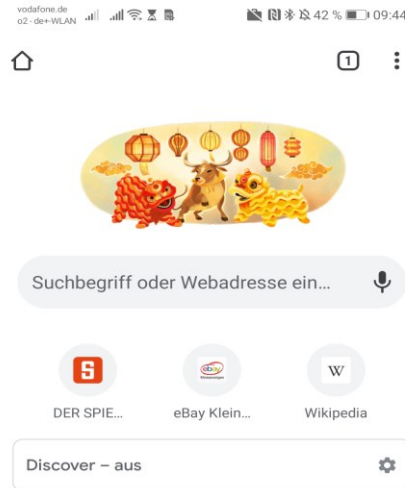 vodafone.de
o2 - de+-WLAN
42 % 09:44
1
Suchbegriff oder Webadresse ein...
S
ebay
DER SPIE...
eBay Klein...
W
Wikipedia
Discover – aus